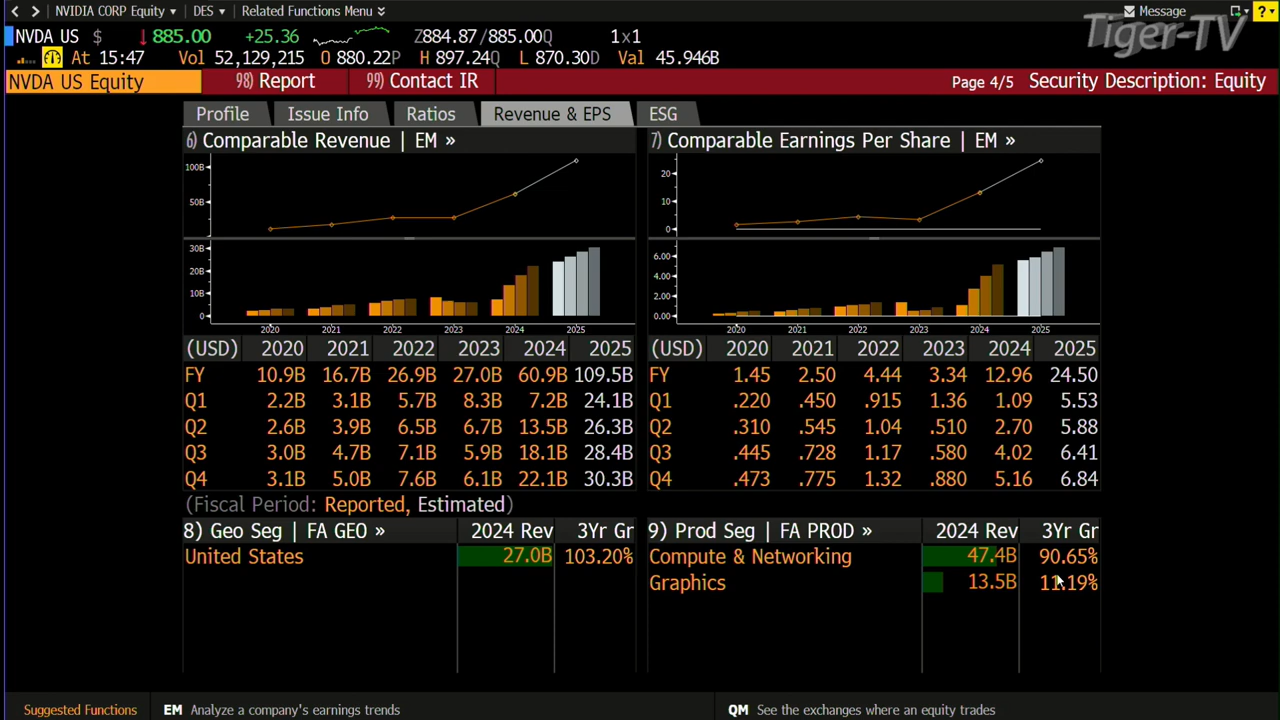 NVIDIA CORP Equity ▾ DES ▾ Related Functions Menu Message ?
Tiger-TV
NVDA US $ ↓885.00 +25.36 Z884.87/885.00Q 1x1
At 15:47 Vol 52,129,215 O 880.22P H 897.24Q L 870.30D Val 45.946B
NVDA US Equity 98) Report 99) Contact IR Page 4/5 Security Description: Equity
Profile Issue Info Ratios Revenue & EPS ESG
6) Comparable Revenue | EM »
100B
50B
30B
20B
10B
0
2020 2021 2022 2023 2024 2025
(USD) 2020 2021 2022 2023 2024 2025
FY 10.9B 16.7B 26.9B 27.0B 60.9B 109.5B
Q1 2.2B 3.1B 5.7B 8.3B 7.2B 24.1B
Q2 2.6B 3.9B 6.5B 6.7B 13.5B 26.3B
Q3 3.0B 4.7B 7.1B 5.9B 18.1B 28.4B
Q4 3.1B 5.0B 7.6B 6.1B 22.1B 30.3B
7) Comparable Earnings Per Share | EM »
20
10
0
6.00
4.00
2.00
0.00
2020 2021 2022 2023 2024 2025
(USD) 2020 2021 2022 2023 2024 2025
FY 1.45 2.50 4.44 3.34 12.96 24.50
Q1 .220 .450 .915 1.36 1.09 5.53
Q2 .310 .545 1.04 .510 2.70 5.88
Q3 .445 .728 1.17 .580 4.02 6.41
Q4 .473 .775 1.32 .880 5.16 6.84
(Fiscal Period: Reported, Estimated)
8) Geo Seg | FA GEO » 2024 Rev 3Yr Gr
United States 27.0B 103.20%
9) Prod Seg | FA PROD » 2024 Rev 3Yr Gr
Compute & Networking 47.4B 90.65%
Graphics 13.5B 11.19%
Suggested Functions EM Analyze a company's earnings trends QM See the exchanges where an equity trades